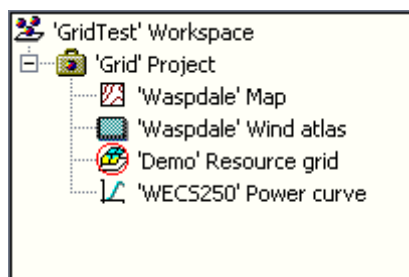 'GridTest' Workspace
'Grid' Project
'Waspdale' Map
'Waspdale' Wind atlas
'Demo' Resource grid
'WECS250' Power curve